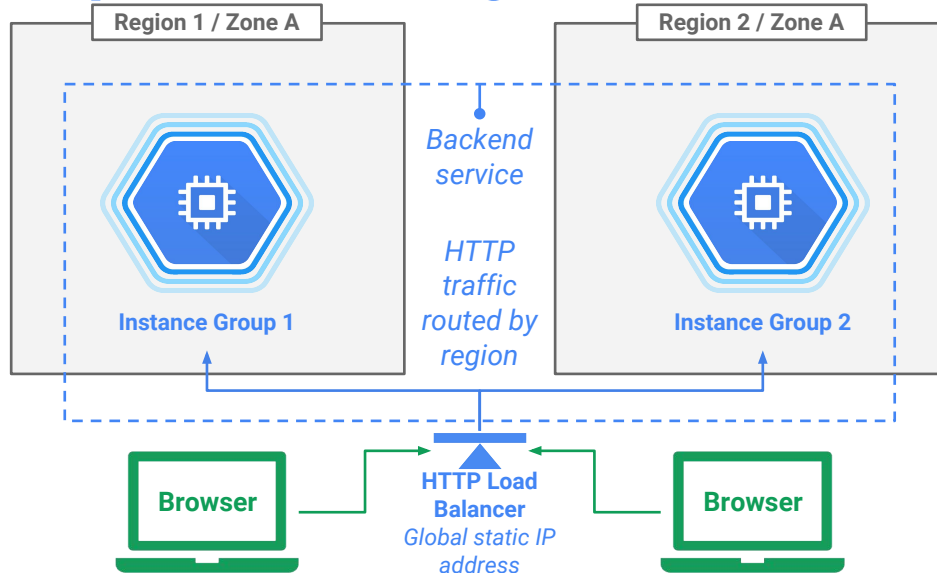 Region 1 / Zone A
Region 2 / Zone A
Backend
service
HTTP
traffic
routed by
region
Instance Group 1
Instance Group 2
Browser
HTTP Load
Balancer
Global static IP
address
Browser